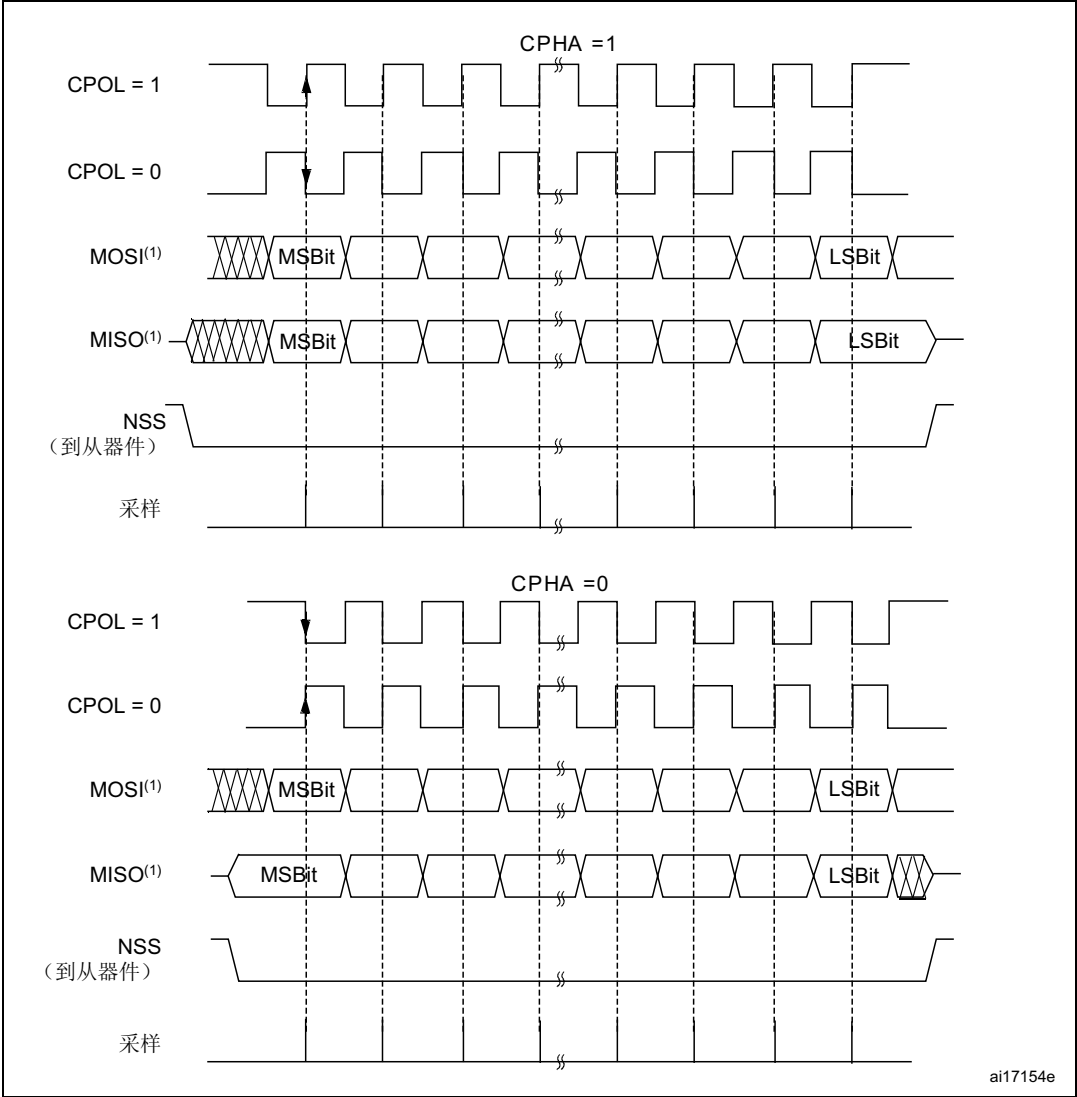 CPHA =1
CPOL = 1
CPOL = 0
MOSI(1)
MSBit
LSBit
MISO(1)
MSBit
LSBit
NSS
（到从器件）
采样
CPHA =0
CPOL = 1
CPOL = 0
MOSI(1)
MSBit
LSBit
MISO(1)
MSBit
LSBit
NSS
（到从器件）
采样
ai17154e